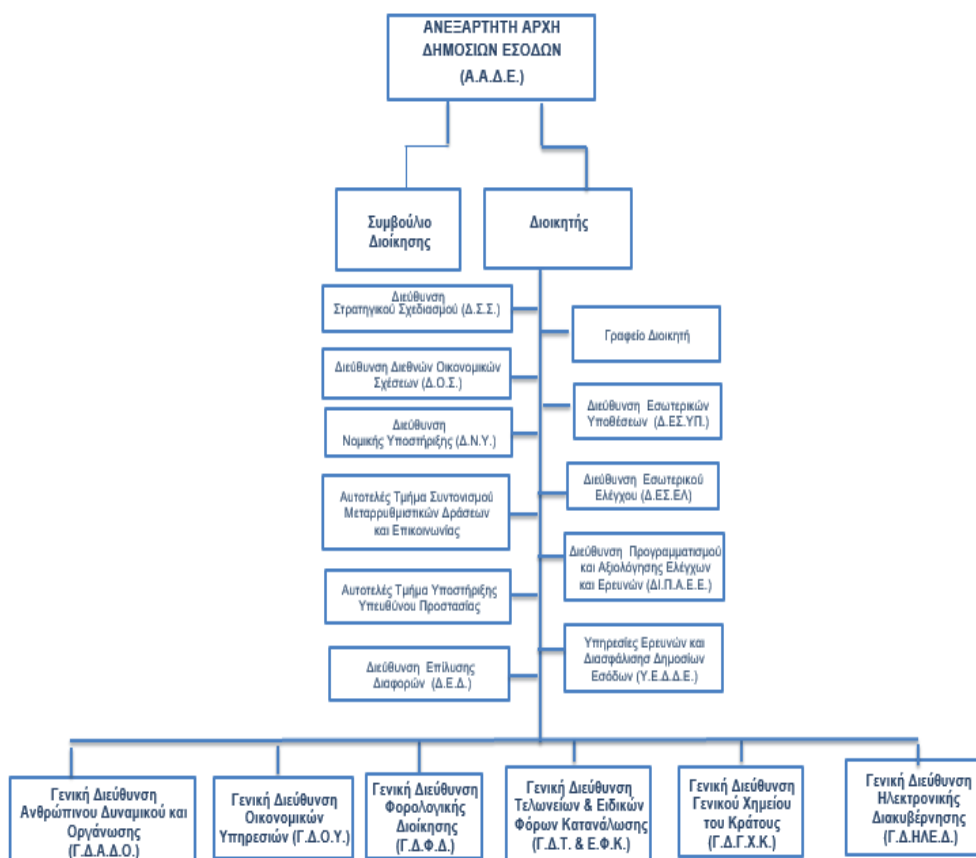 ΑΝΕΞΑΡΤΗΤΗ ΑΡΧΗ
ΔΗΜΟΣΙΩΝ ΕΣΟΔΩΝ
(Α.Α.Δ.Ε.)
Συμβούλιο
Διοίκησης
Διοικητής
Διεύθυνση
Στρατηγικού Σχεδιασμού (Δ.Σ.Σ.)
Γραφείο Διοικητή
Διεύθυνση Διεθνών Οικονομικών
Σχέσεων (Δ.Ο.Σ.)
Διεύθυνση Εσωτερικών
Υποθέσεων (Δ.ΕΣ.ΥΠ.)
Διεύθυνση
Νομικής Υποστήριξης (Δ.Ν.Υ.)
Διεύθυνση Εσωτερικού
Ελέγχου (Δ.ΕΣ.ΕΛ)
Αυτοτελές Τμήμα Συντονισμού
Μεταρρυθμιστικών Δράσεων
και Επικοινωνίας
Διεύθυνση Προγραμματισμού
και Αξιολόγησης Ελέγχων
και Ερευνών (ΔΙ.Π.Α.Ε.Ε.)
Αυτοτελές Τμήμα Υποστήριξης
Υπευθύνου Προστασίας
Υπηρεσίες Ερευνών και
Διασφάλισησ Δημοσίων
Εσόδων (Υ.Ε.Δ.Δ.Ε.)
Διεύθυνση Επίλυσης
Διαφορών (Δ.Ε.Δ.)
Γενική Διεύθυνση
Ανθρώπινου Δυναμικού και
Οργάνωσης
(Γ.Δ.Α.Δ.Ο.)
Γενική Διεύθυνση
Οικονομικών
Υπηρεσιών (Γ.Δ.Ο.Υ.)
Γενική Διεύθυνση
Φορολογικής
Διοίκησης
(Γ.Δ.Φ.Δ.)
Γενική Διεύθυνση
Τελωνείων & Ειδικών
Φόρων Κατανάλωσης
(Γ.Δ.Τ. & Ε.Φ.Κ.)
Γενική Διεύθυνση
Γενικού Χημείου
του Κράτους
(Γ.Δ.Γ.Χ.Κ.)
Γενική Διεύθυνση
Ηλεκτρονικής
Διακυβέρνησης
(Γ.Δ.ΗΛΕ.Δ.)